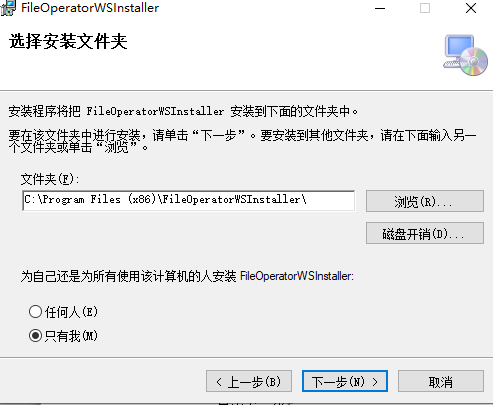 FileOperatorWSInstaller
选择安装文件夹
安装程序将把 FileOperatorWSInstaller 安装到下面的文件夹中。
要在该文件夹中进行安装，请单击“下一步”。要安装到其他文件夹，请在下面输入另一
个文件夹或单击“浏览”。
文件夹(F):
C:\Program Files (x86)\FileOperatorWSInstaller\
浏览(R)...
磁盘开销(D)...
为自己还是为所有使用该计算机的人安装 FileOperatorWSInstaller:
任何人(E)
只有我(M)
< 上一步(B)
下一步(N) >
取消